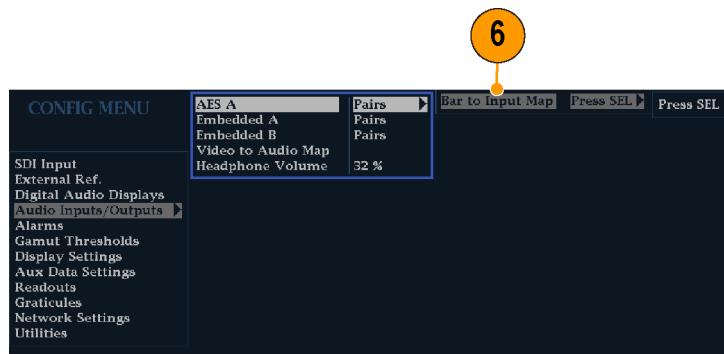 6
CONFIG MENU
AES A Pairs Bar to Input Map Press SEL Press SEL
Embedded A Pairs
Embedded B Pairs
Video to Audio Map
Headphone Volume 32 %
SDI Input
External Ref.
Digital Audio Displays
Audio Inputs/Outputs
Alarms
Gamut Thresholds
Display Settings
Aux Data Settings
Readouts
Graticules
Network Settings
Utilities